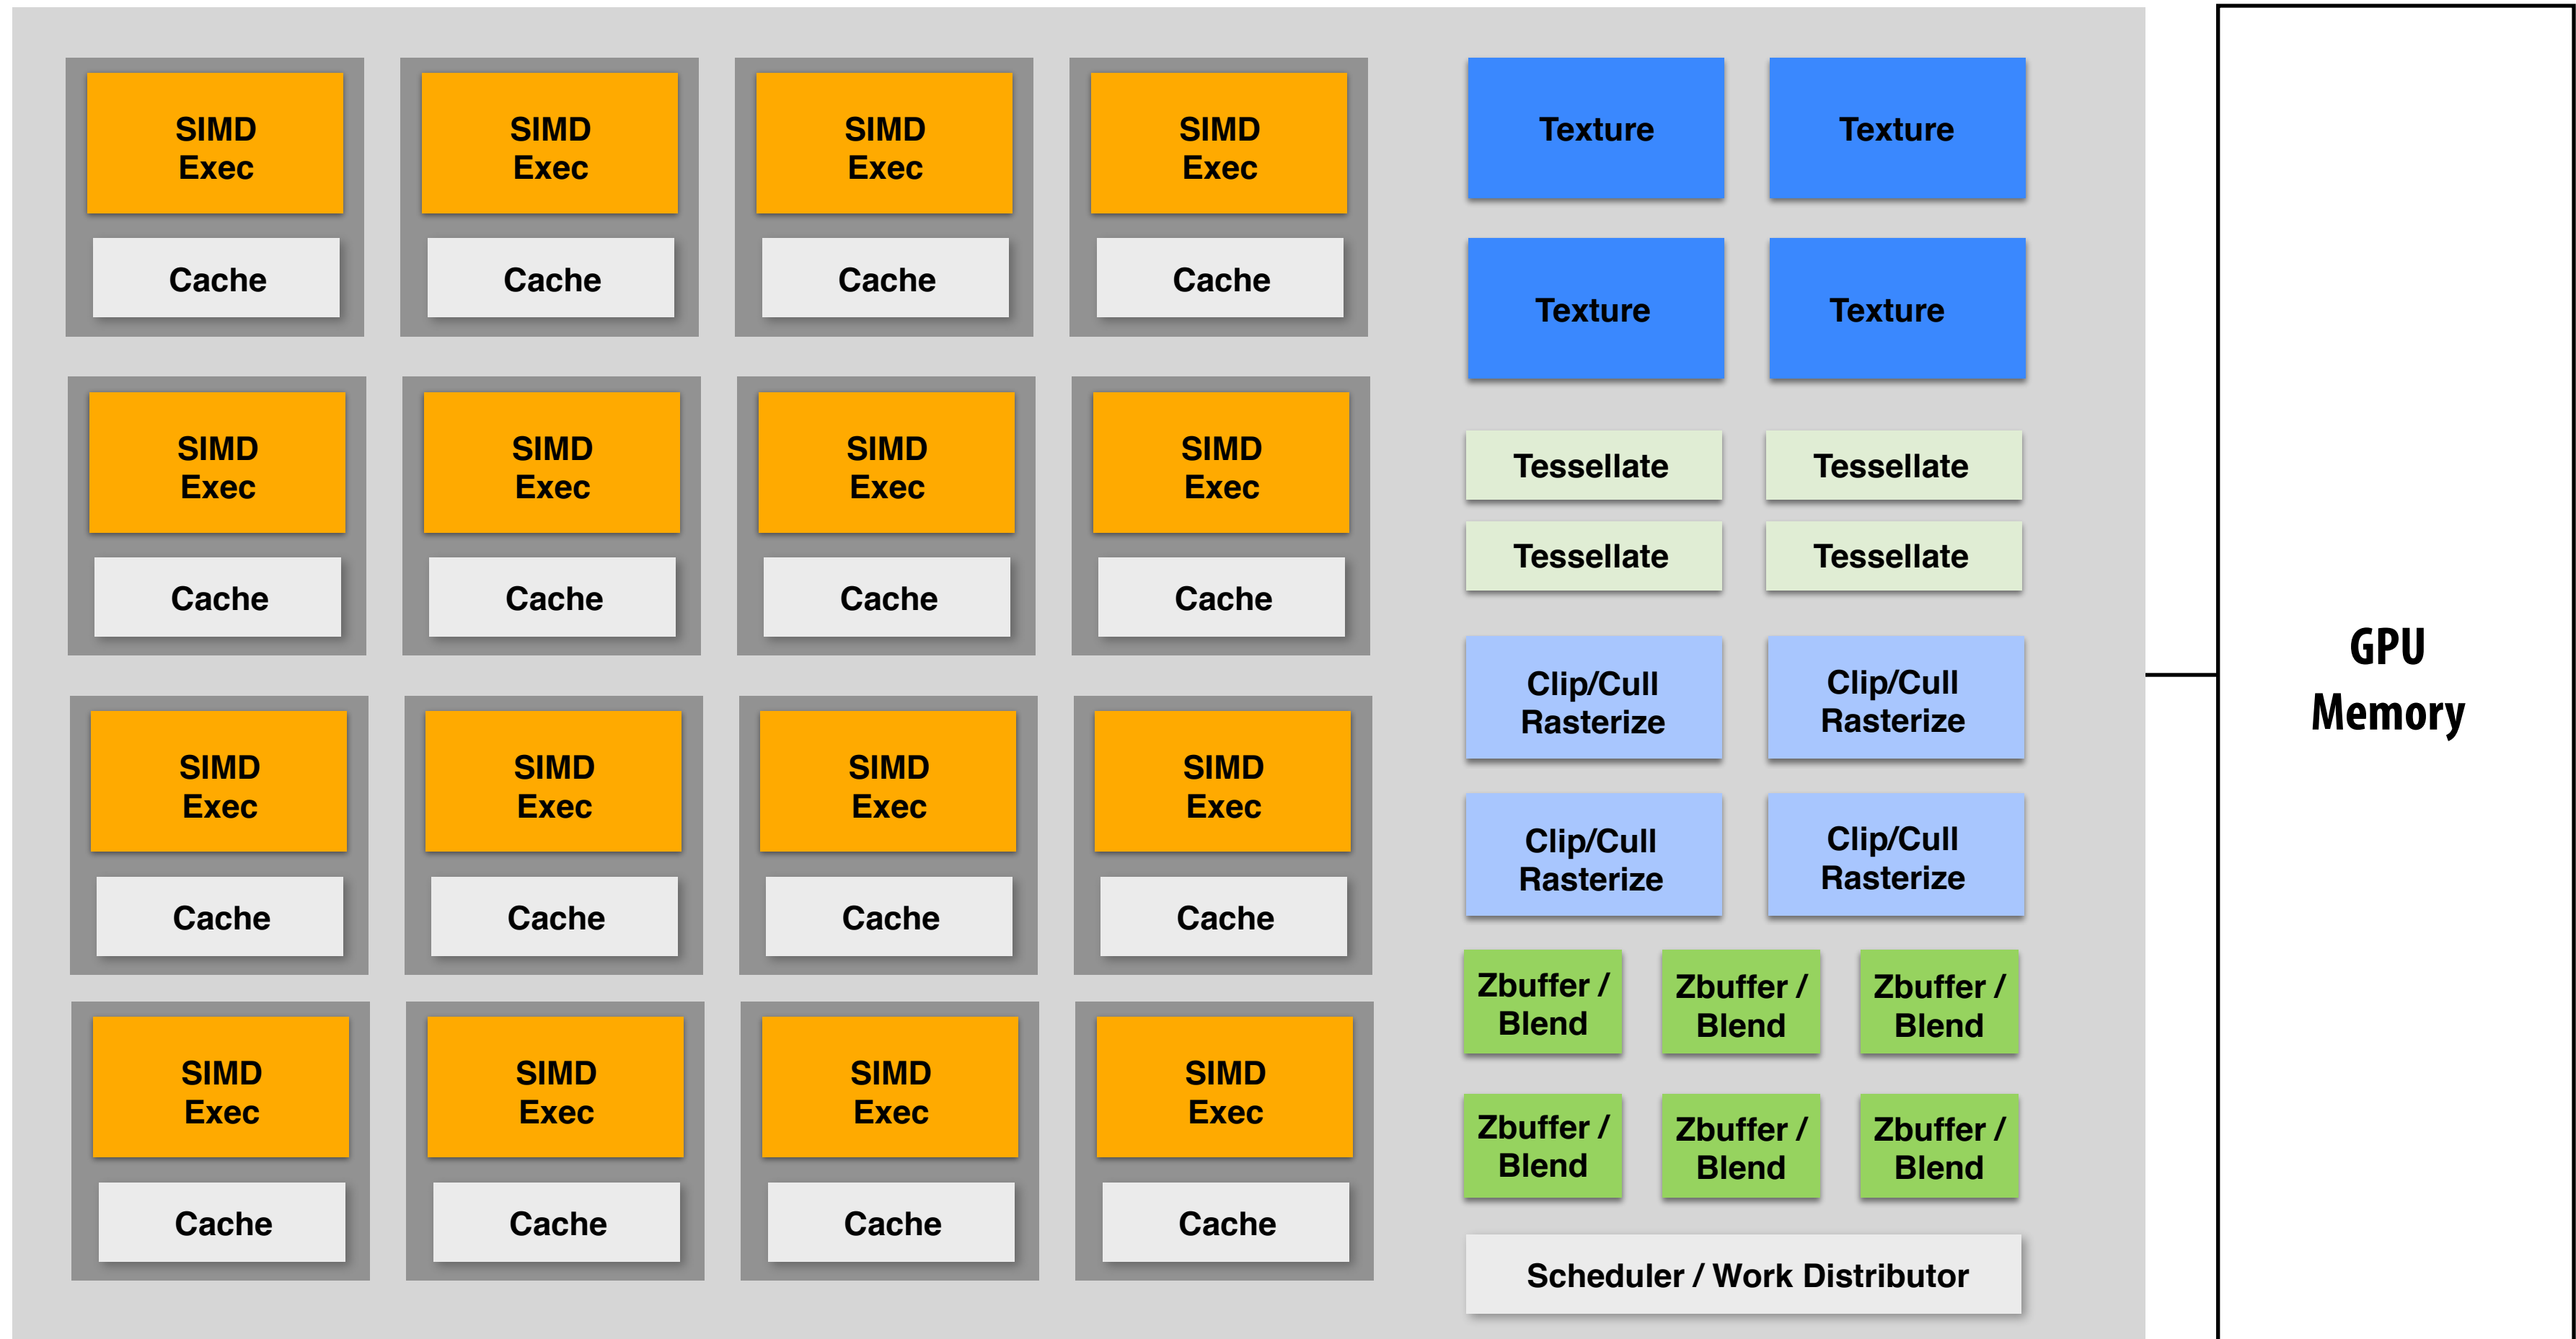 SIMD
Exec
SIMD
Exec
SIMD
Exec
SIMD
Exec
Cache
Cache
Cache
Cache
SIMD
Exec
SIMD
Exec
SIMD
Exec
SIMD
Exec
Cache
Cache
Cache
Cache
SIMD
Exec
SIMD
Exec
SIMD
Exec
SIMD
Exec
Cache
Cache
Cache
Cache
SIMD
Exec
SIMD
Exec
SIMD
Exec
SIMD
Exec
Cache
Cache
Cache
Cache
Texture
Texture
Texture
Texture
Tessellate
Tessellate
Tessellate
Tessellate
Clip/Cull
Rasterize
Clip/Cull
Rasterize
Clip/Cull
Rasterize
Clip/Cull
Rasterize
Zbuffer /
Blend
Zbuffer /
Blend
Zbuffer /
Blend
Zbuffer /
Blend
Zbuffer /
Blend
Zbuffer /
Blend
Scheduler / Work Distributor
GPU
Memory